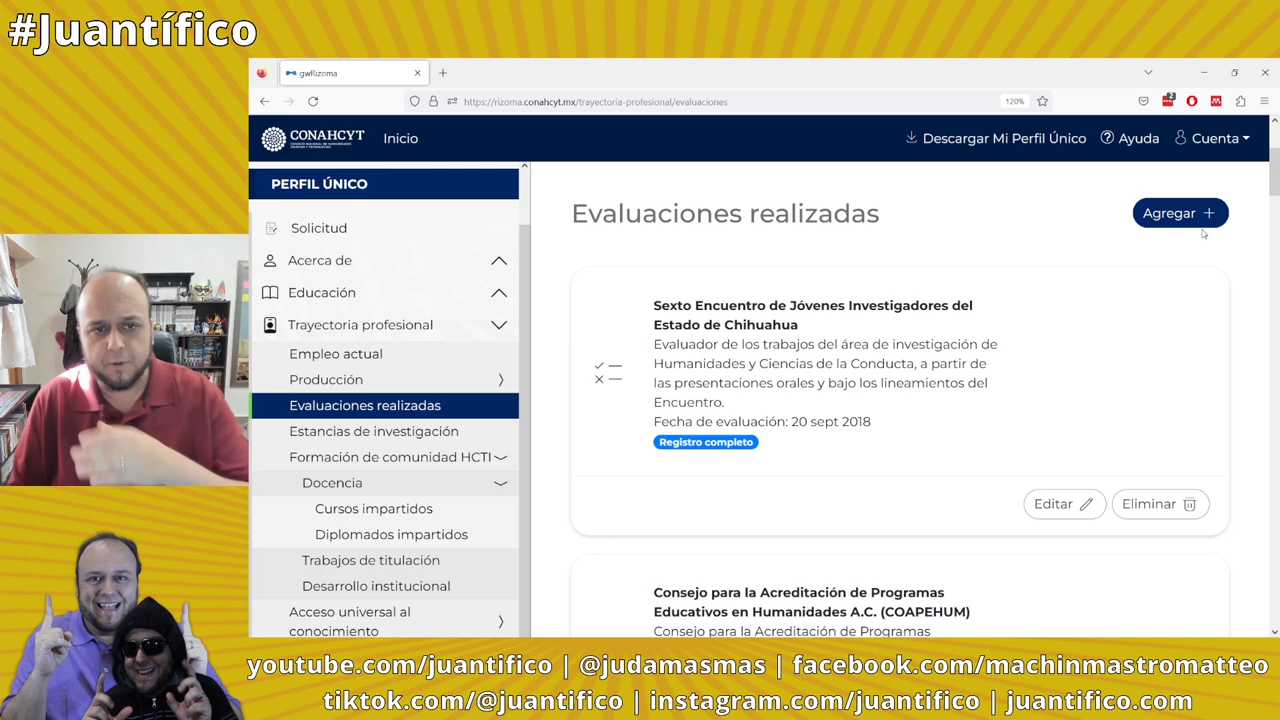 #Juantífico
gwRizoma
https://rizoma.conahcyt.mx/trayectoria-profesional/evaluaciones
120%
2
CONAHCYT
Inicio
Descargar Mi Perfil Único
Ayuda
Cuenta
PERFIL ÚNICO
Solicitud
Acerca de
Educación
Trayectoria profesional
Empleo actual
Producción
Evaluaciones realizadas
Estancias de investigación
Formación de comunidad HCTI
Docencia
Cursos impartidos
Diplomados impartidos
Trabajos de titulación
Desarrollo institucional
Acceso universal al
conocimiento
Evaluaciones realizadas
Agregar +
Sexto Encuentro de Jóvenes Investigadores del
Estado de Chihuahua
Evaluador de los trabajos del área de investigación de
Humanidades y Ciencias de la Conducta, a partir de
las presentaciones orales y bajo los lineamientos del
Encuentro.
Fecha de evaluación: 20 sept 2018
Registro completo
Editar
Eliminar
Consejo para la Acreditación de Programas
Educativos en Humanidades A.C. (COAPEHUM)
Consejo para la Acreditación de Programas
youtube.com/juantifico | @judamasmas | facebook.com/machinmastromatteo
tiktok.com/@juantifico | instagram.com/juantifico | juantifico.com